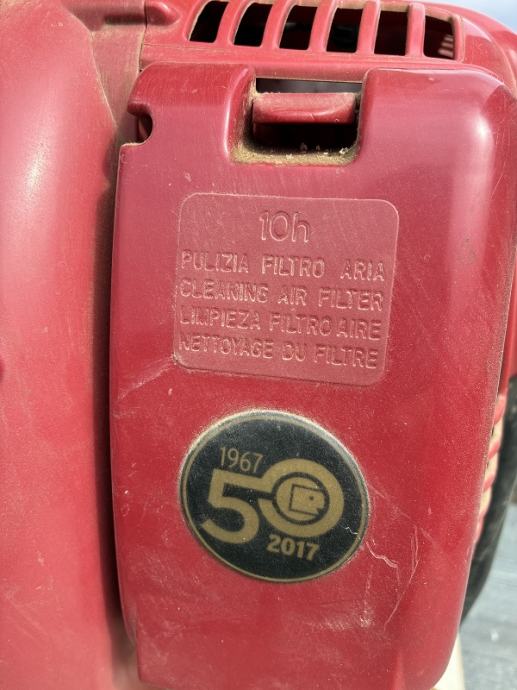 10h
PULIZIA FILTRO ARIA
CLEANING AIR FILTER
LIMPIEZA FILTRO AIRE
NETTOYAGE DU FILTRE
1967
50
2017